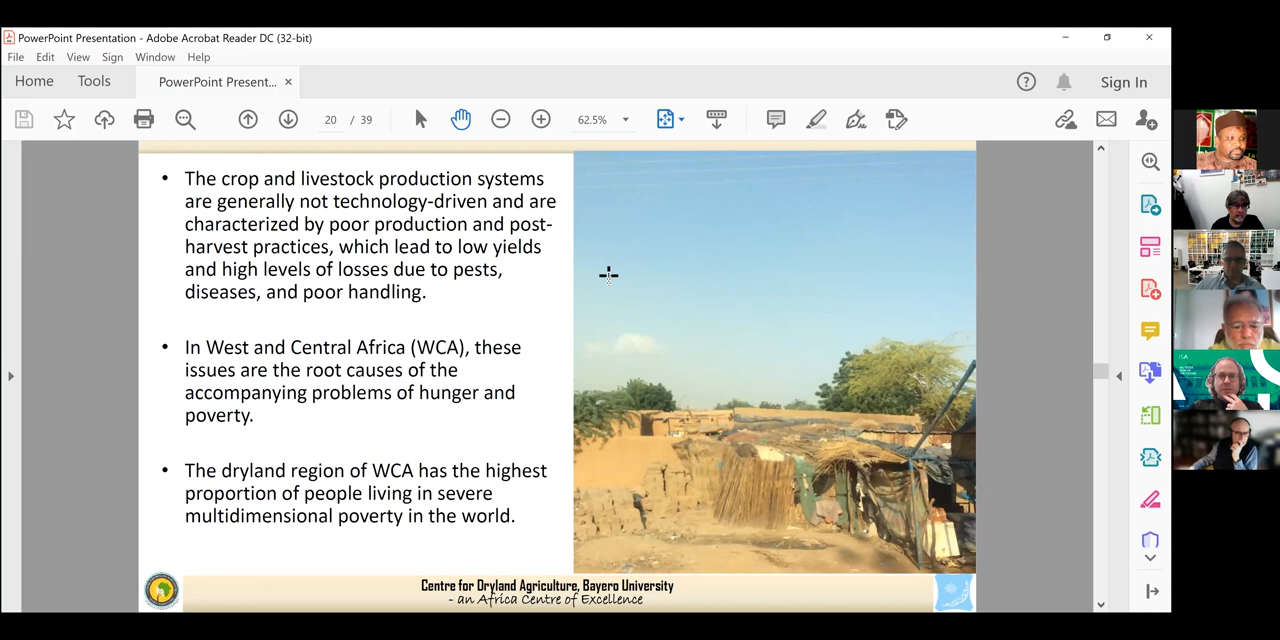 PowerPoint Presentation - Adobe Acrobat Reader DC (32-bit)
File Edit View Sign Window Help
Home Tools PowerPoint Present... Sign In
20 / 39 62.5%
• The crop and livestock production systems
are generally not technology-driven and are
characterized by poor production and post-
harvest practices, which lead to low yields
and high levels of losses due to pests,
diseases, and poor handling.
• In West and Central Africa (WCA), these
issues are the root causes of the
accompanying problems of hunger and
poverty.
• The dryland region of WCA has the highest
proportion of people living in severe
multidimensional poverty in the world.
Centre for Dryland Agriculture, Bayero University
- an Africa Centre of Excellence